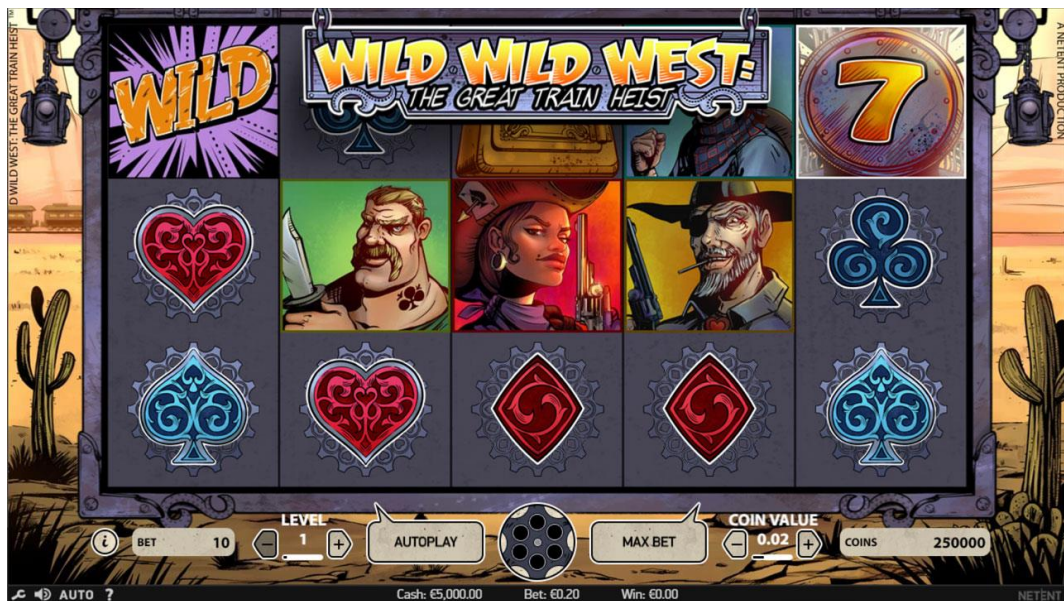 WILD
WILD WILD WEST:
THE GREAT TRAIN HEIST
7
D WILD WEST: THE GREAT TRAIN HEIST ™
A NETENT PRODUCTION
i
BET 10
LEVEL
- 1 +
AUTOPLAY
MAX BET
COIN VALUE
- 0.02 +
COINS 250000
AUTO ?
Cash: €5,000.00 Bet: €0.20 Win: €0.00
NETENT